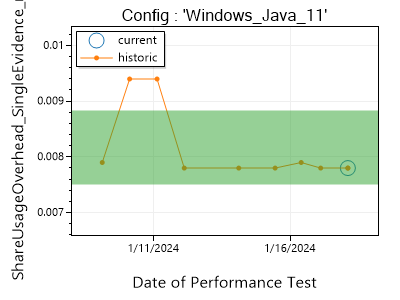 Config : 'Windows_Java_11'
ShareUsageOverhead_SingleEvidence_
current
historic
0.01
0.009
0.008
0.007
1/11/2024
1/16/2024
Date of Performance Test